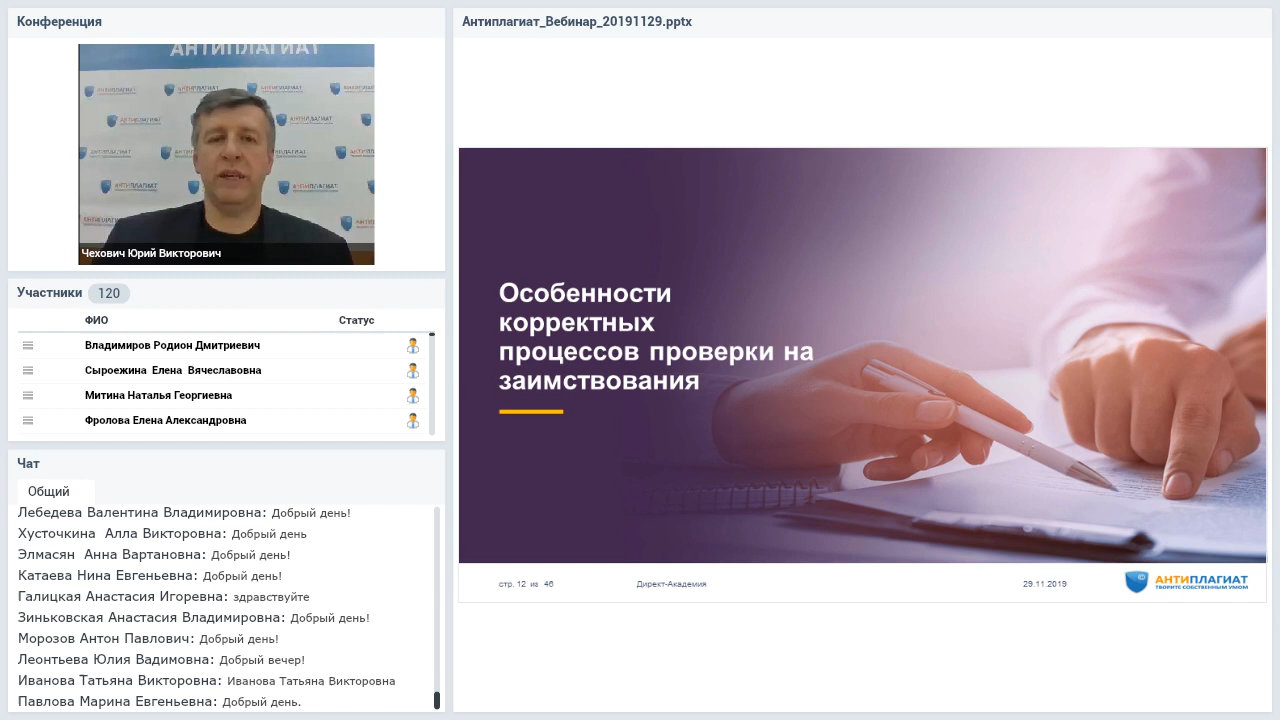 Конференция
АНТИПЛАГИАТ
АНТИПЛАГИАТ
Чехович Юрий Викторович
Участники 120
ФИО Статус
Владимиров Родион Дмитриевич
Сыроежина Елена Вячеславовна
Митина Наталья Георгиевна
Фролова Елена Александровна
Чат
Общий
Лебедева Валентина Владимировна: Добрый день!
Хусточкина Алла Викторовна: Добрый день
Элмасян Анна Вартановна: Добрый день!
Катаева Нина Евгеньевна: Добрый день!
Галицкая Анастасия Игоревна: здравствуйте
Зиньковская Анастасия Владимировна: Добрый день!
Морозов Антон Павлович: Добрый день!
Леонтьева Юлия Вадимовна: Добрый вечер!
Иванова Татьяна Викторовна: Иванова Татьяна Викторовна
Павлова Марина Евгеньевна: Добрый день.
Антиплагиат_Вебинар_20191129.pptx
Особенности
корректных
процессов проверки на
заимствования
стр. 12 из 46 Директ-Академия 29.11.2019
АНТИПЛАГИАТ
ТВОРИТЕ СОБСТВЕННЫМ УМОМ